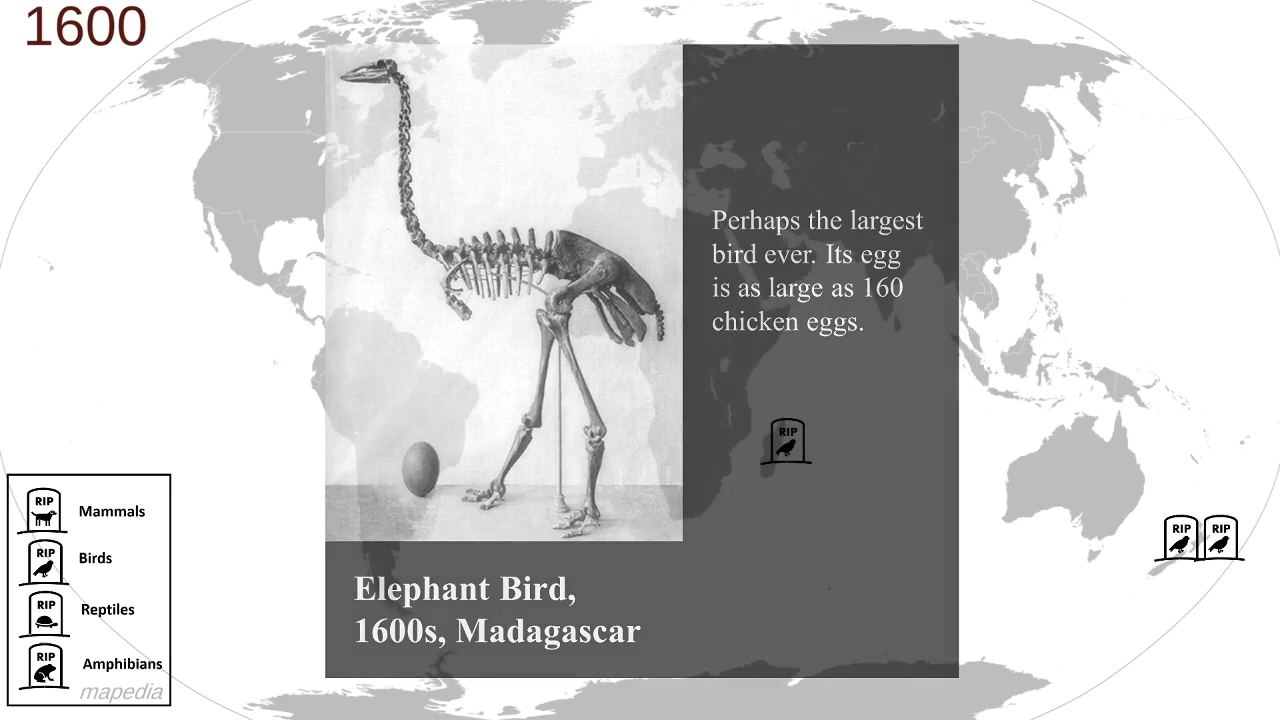 1600
Perhaps the largest
bird ever. Its egg
is as large as 160
chicken eggs.
RIP
RIP RIP
Elephant Bird,
1600s, Madagascar
RIP Mammals
RIP Birds
RIP Reptiles
RIP Amphibians
mapedia